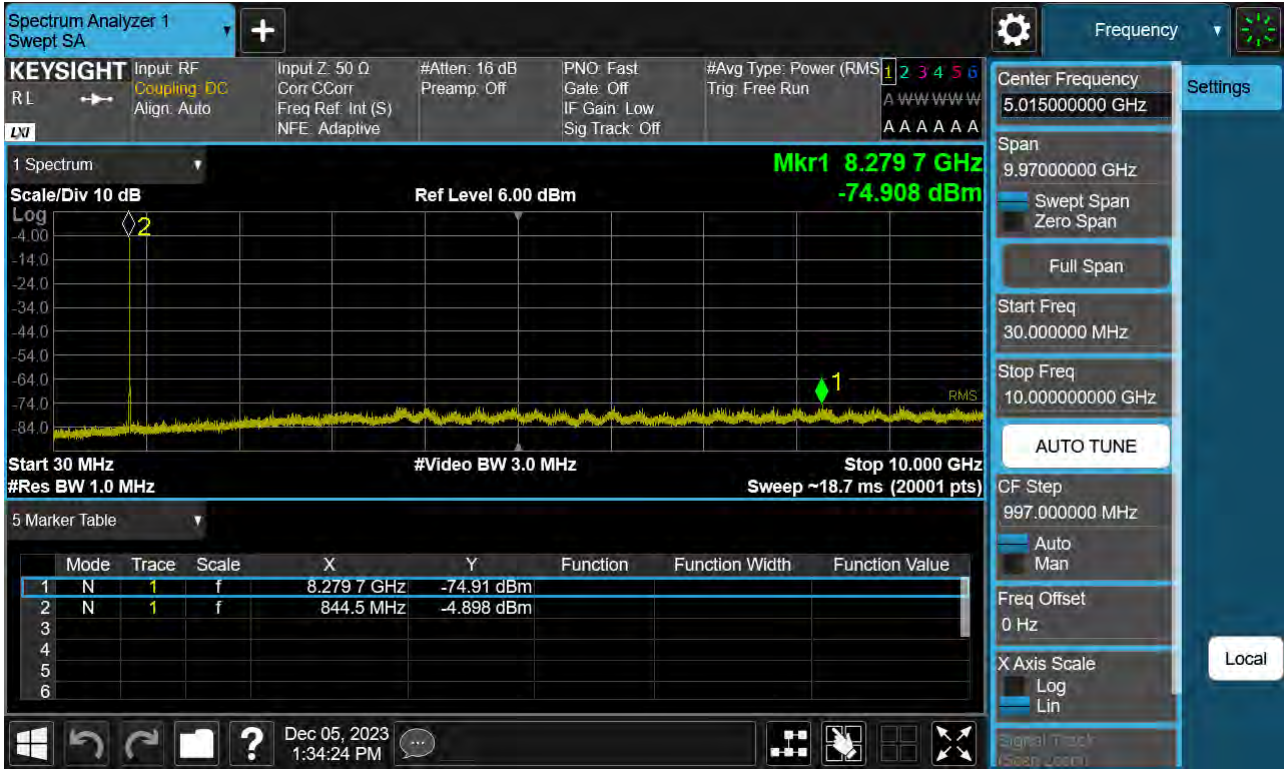 Spectrum Analyzer 1
Swept SA
+
Frequency
KEYSIGHT
RL
LXI
Input: RF
Coupling: DC
Align: Auto
Input Z: 50 Ω
Corr CCorr
Freq Ref: Int (S)
NFE: Adaptive
#Atten: 16 dB
Preamp: Off
PNO: Fast
Gate: Off
IF Gain: Low
Sig Track: Off
#Avg Type: Power (RMS
Trig: Free Run
1 2 3 4 5 6
A W W W W W
A A A A A A
1 Spectrum
Scale/Div 10 dB
Ref Level 6.00 dBm
Mkr1 8.279 7 GHz
-74.908 dBm
Log
-4.00
-14.0
-24.0
-34.0
-44.0
-54.0
-64.0
-74.0
-84.0
2
1
RMS
Start 30 MHz
#Video BW 3.0 MHz
Stop 10.000 GHz
#Res BW 1.0 MHz
Sweep ~18.7 ms (20001 pts)
5 Marker Table
Mode Trace Scale X Y Function Function Width Function Value
1 N 1 f 8.279 7 GHz -74.91 dBm
2 N 1 f 844.5 MHz -4.898 dBm
3
4
5
6
Dec 05, 2023
1:34:24 PM
Center Frequency
5.015000000 GHz
Span
9.97000000 GHz
Swept Span
Zero Span
Full Span
Start Freq
30.000000 MHz
Stop Freq
10.000000000 GHz
AUTO TUNE
CF Step
997.000000 MHz
Auto
Man
Freq Offset
0 Hz
X Axis Scale
Log
Lin
Signal Track
(Span Zoom)
Settings
Local